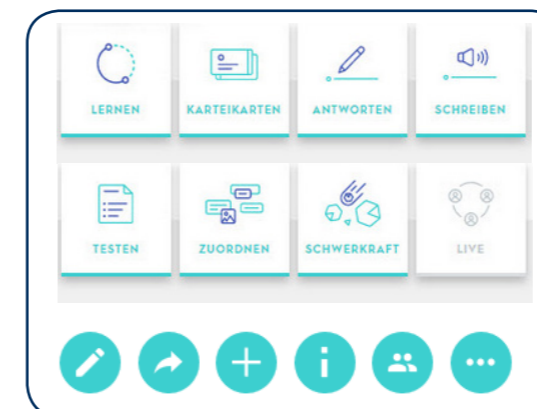 LERNEN
KARTEIKARTEN
ANTWORTEN
SCHREIBEN
TESTEN
ZUORDNEN
SCHWERKRAFT
LIVE